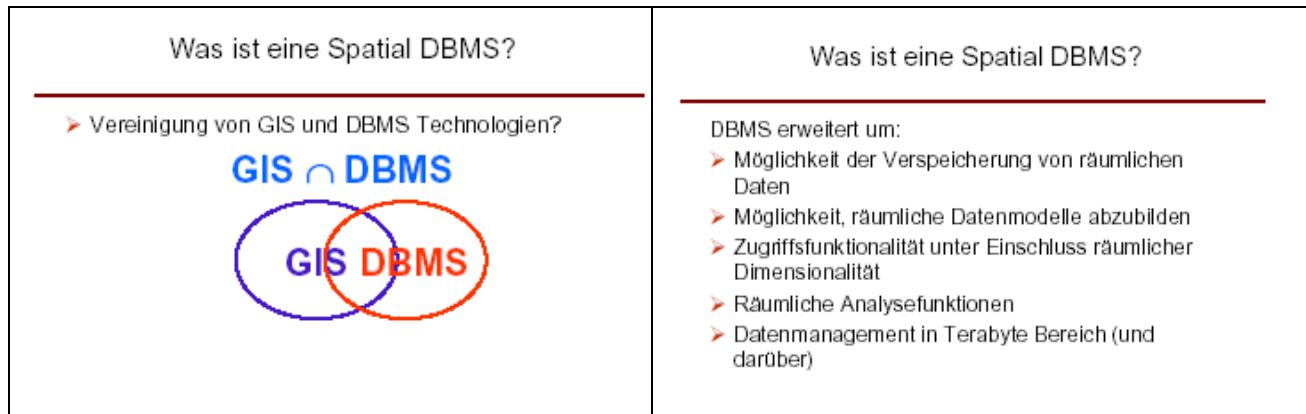 Was ist eine Spatial DBMS?
➢ Vereinigung von GIS und DBMS Technologien?
GIS ∩ DBMS
GIS DBMS
Was ist eine Spatial DBMS?
DBMS erweitert um:
➢ Möglichkeit der Verspeicherung von räumlichen
Daten
➢ Möglichkeit, räumliche Datenmodelle abzubilden
➢ Zugriffsfunktionalität unter Einschluss räumlicher
Dimensionalität
➢ Räumliche Analysefunktionen
➢ Datenmanagement in Terabyte Bereich (und
darüber)